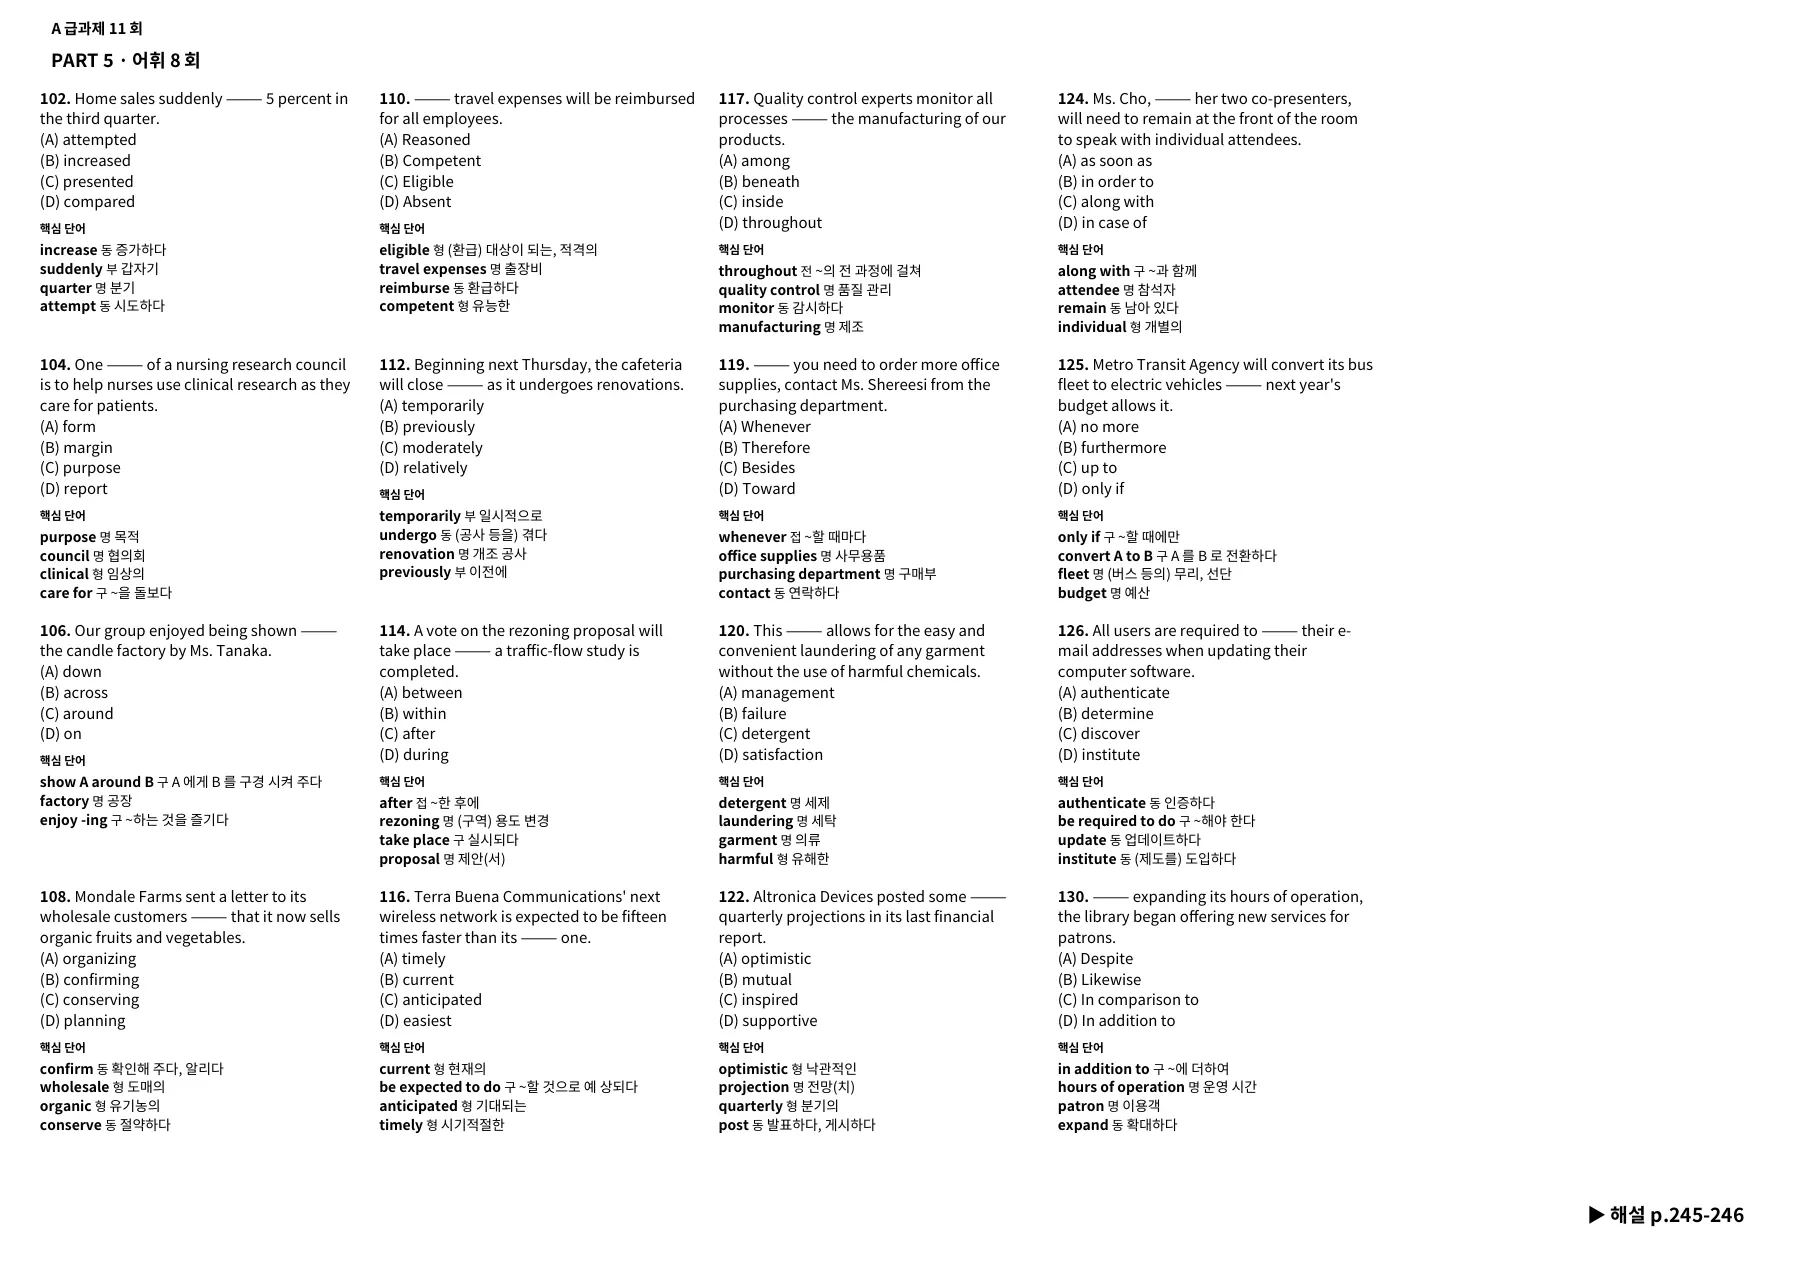 A 급과제 11 회
PART 5 · 어휘 8 회
102. Home sales suddenly ——— 5 percent in
the third quarter.
(A) attempted
(B) increased
(C) presented
(D) compared
핵심 단어
increase 동 증가하다
suddenly 부 갑자기
quarter 명 분기
attempt 동 시도하다
104. One ——— of a nursing research council
is to help nurses use clinical research as they
care for patients.
(A) form
(B) margin
(C) purpose
(D) report
핵심 단어
purpose 명 목적
council 명 협의회
clinical 형 임상의
care for 구 ~을 돌보다
106. Our group enjoyed being shown ———
the candle factory by Ms. Tanaka.
(A) down
(B) across
(C) around
(D) on
핵심 단어
show A around B 구 A 에게 B 를 구경 시켜 주다
factory 명 공장
enjoy -ing 구 ~하는 것을 즐기다
108. Mondale Farms sent a letter to its
wholesale customers ——— that it now sells
organic fruits and vegetables.
(A) organizing
(B) confirming
(C) conserving
(D) planning
핵심 단어
confirm 동 확인해 주다, 알리다
wholesale 형 도매의
organic 형 유기농의
conserve 동 절약하다
110. ——— travel expenses will be reimbursed
for all employees.
(A) Reasoned
(B) Competent
(C) Eligible
(D) Absent
핵심 단어
eligible 형 (환급) 대상이 되는, 적격의
travel expenses 명 출장비
reimburse 동 환급하다
competent 형 유능한
112. Beginning next Thursday, the cafeteria
will close ——— as it undergoes renovations.
(A) temporarily
(B) previously
(C) moderately
(D) relatively
핵심 단어
temporarily 부 일시적으로
undergo 동 (공사 등을) 겪다
renovation 명 개조 공사
previously 부 이전에
114. A vote on the rezoning proposal will
take place ——— a traffic-flow study is
completed.
(A) between
(B) within
(C) after
(D) during
핵심 단어
after 접 ~한 후에
rezoning 명 (구역) 용도 변경
take place 구 실시되다
proposal 명 제안(서)
116. Terra Buena Communications' next
wireless network is expected to be fifteen
times faster than its ——— one.
(A) timely
(B) current
(C) anticipated
(D) easiest
핵심 단어
current 형 현재의
be expected to do 구 ~할 것으로 예 상되다
anticipated 형 기대되는
timely 형 시기적절한
117. Quality control experts monitor all
processes ——— the manufacturing of our
products.
(A) among
(B) beneath
(C) inside
(D) throughout
핵심 단어
throughout 전 ~의 전 과정에 걸쳐
quality control 명 품질 관리
monitor 동 감시하다
manufacturing 명 제조
119. ——— you need to order more office
supplies, contact Ms. Shereesi from the
purchasing department.
(A) Whenever
(B) Therefore
(C) Besides
(D) Toward
핵심 단어
whenever 접 ~할 때마다
office supplies 명 사무용품
purchasing department 명 구매부
contact 동 연락하다
120. This ——— allows for the easy and
convenient laundering of any garment
without the use of harmful chemicals.
(A) management
(B) failure
(C) detergent
(D) satisfaction
핵심 단어
detergent 명 세제
laundering 명 세탁
garment 명 의류
harmful 형 유해한
122. Altronica Devices posted some ———
quarterly projections in its last financial
report.
(A) optimistic
(B) mutual
(C) inspired
(D) supportive
핵심 단어
optimistic 형 낙관적인
projection 명 전망(치)
quarterly 형 분기의
post 동 발표하다, 게시하다
124. Ms. Cho, ——— her two co-presenters,
will need to remain at the front of the room
to speak with individual attendees.
(A) as soon as
(B) in order to
(C) along with
(D) in case of
핵심 단어
along with 구 ~과 함께
attendee 명 참석자
remain 동 남아 있다
individual 형 개별의
125. Metro Transit Agency will convert its bus
fleet to electric vehicles ——— next year's
budget allows it.
(A) no more
(B) furthermore
(C) up to
(D) only if
핵심 단어
only if 구 ~할 때에만
convert A to B 구 A 를 B 로 전환하다
fleet 명 (버스 등의) 무리, 선단
budget 명 예산
126. All users are required to ——— their e-
mail addresses when updating their
computer software.
(A) authenticate
(B) determine
(C) discover
(D) institute
핵심 단어
authenticate 동 인증하다
be required to do 구 ~해야 한다
update 동 업데이트하다
institute 동 (제도를) 도입하다
130. ——— expanding its hours of operation,
the library began offering new services for
patrons.
(A) Despite
(B) Likewise
(C) In comparison to
(D) In addition to
핵심 단어
in addition to 구 ~에 더하여
hours of operation 명 운영 시간
patron 명 이용객
expand 동 확대하다
▶ 해설 p.245-246